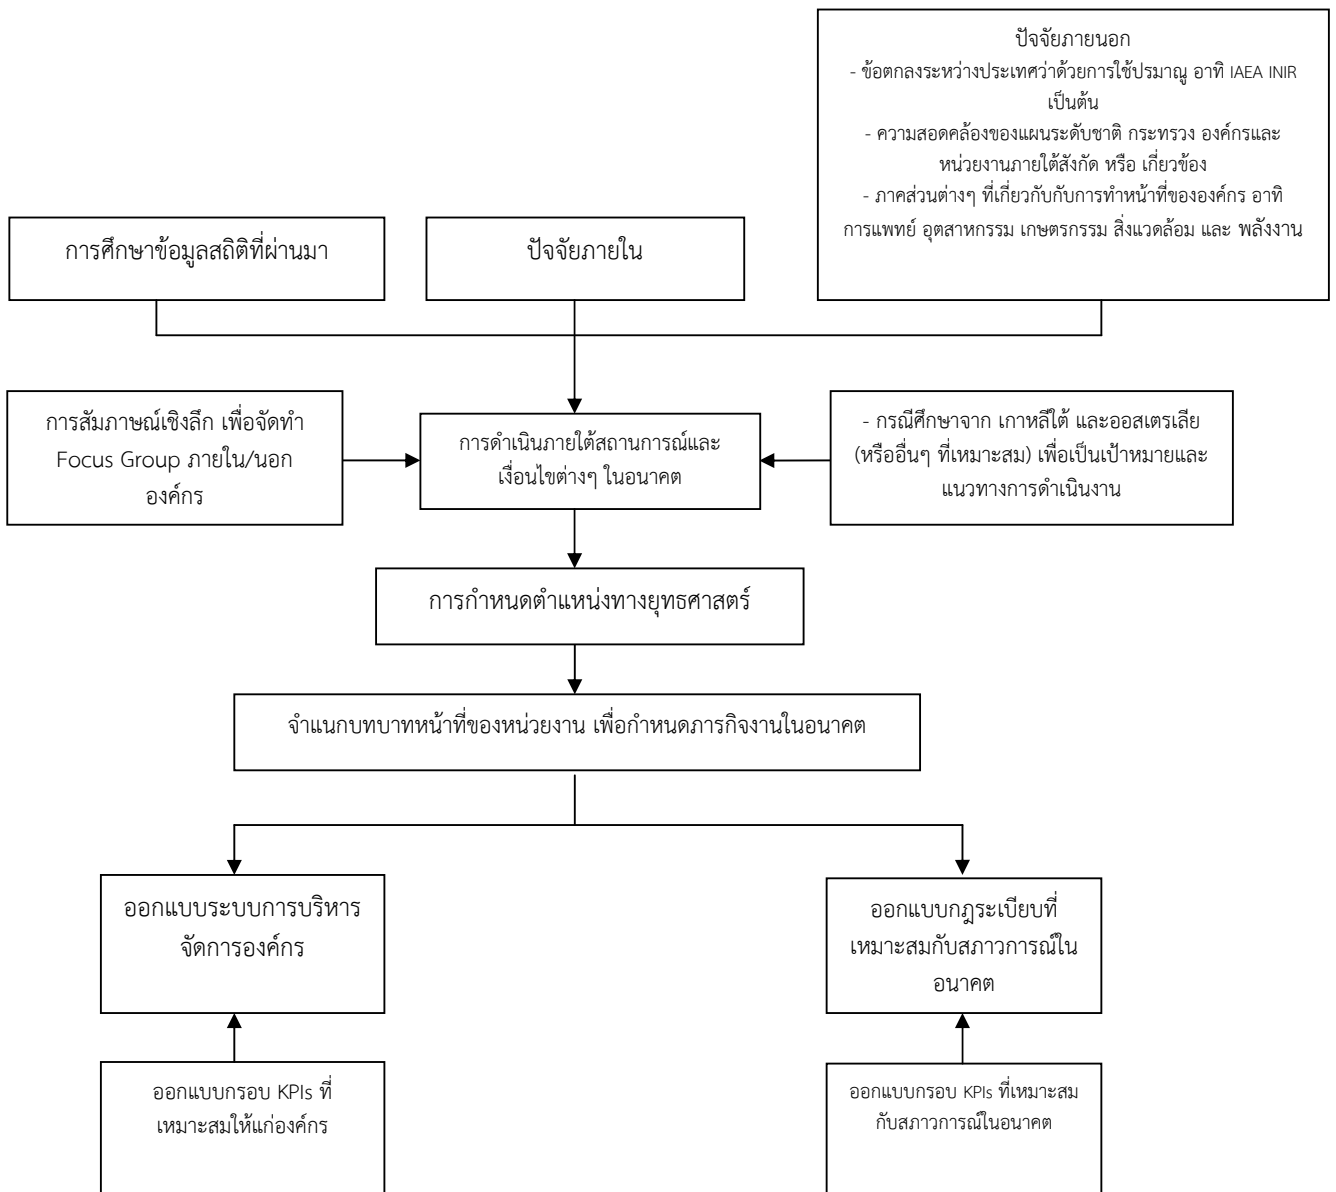 ปัจจัยภายนอก
- ข้อตกลงระหว่างประเทศว่าด้วยการใช้ปรมาณู อาทิ IAEA INIR
เป็นต้น
- ความสอดคล้องของแผนระดับชาติ กระทรวง องค์กรและ
หน่วยงานภายใต้สังกัด หรือ เกี่ยวข้อง
- ภาคส่วนต่างๆ ที่เกี่ยวกับกับการทำหน้าที่ขององค์กร อาทิ
การแพทย์ อุตสาหกรรม เกษตรกรรม สิ่งแวดล้อม และ พลังงาน
การศึกษาข้อมูลสถิติที่ผ่านมา
ปัจจัยภายใน
การสัมภาษณ์เชิงลึก เพื่อจัดทำ
Focus Group ภายใน/นอก
องค์กร
การดำเนินภายใต้สถานการณ์และ
เงื่อนไขต่างๆ ในอนาคต
- กรณีศึกษาจาก เกาหลีใต้ และออสเตรเลีย
(หรืออื่นๆ ที่เหมาะสม) เพื่อเป็นเป้าหมายและ
แนวทางการดำเนินงาน
การกำหนดตำแหน่งทางยุทธศาสตร์
จำแนกบทบาทหน้าที่ของหน่วยงาน เพื่อกำหนดภารกิจงานในอนาคต
ออกแบบระบบการบริหาร
จัดการองค์กร
ออกแบบกฎระเบียบที่
เหมาะสมกับสภาวการณ์ใน
อนาคต
ออกแบบกรอบ KPIs ที่
เหมาะสมให้แก่องค์กร
ออกแบบกรอบ KPIs ที่เหมาะสม
กับสภาวการณ์ในอนาคต